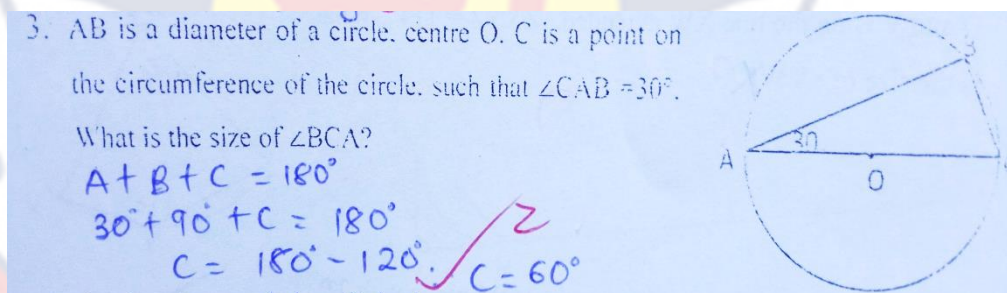 3. AB is a diameter of a circle. centre O. C is a point on
the circumference of the circle. such that ∠CAB =30°.
What is the size of ∠BCA?
A+B+C = 180°
30°+90°+C = 180°
C = 180°-120°.
C=60°
2
B
30
A
O